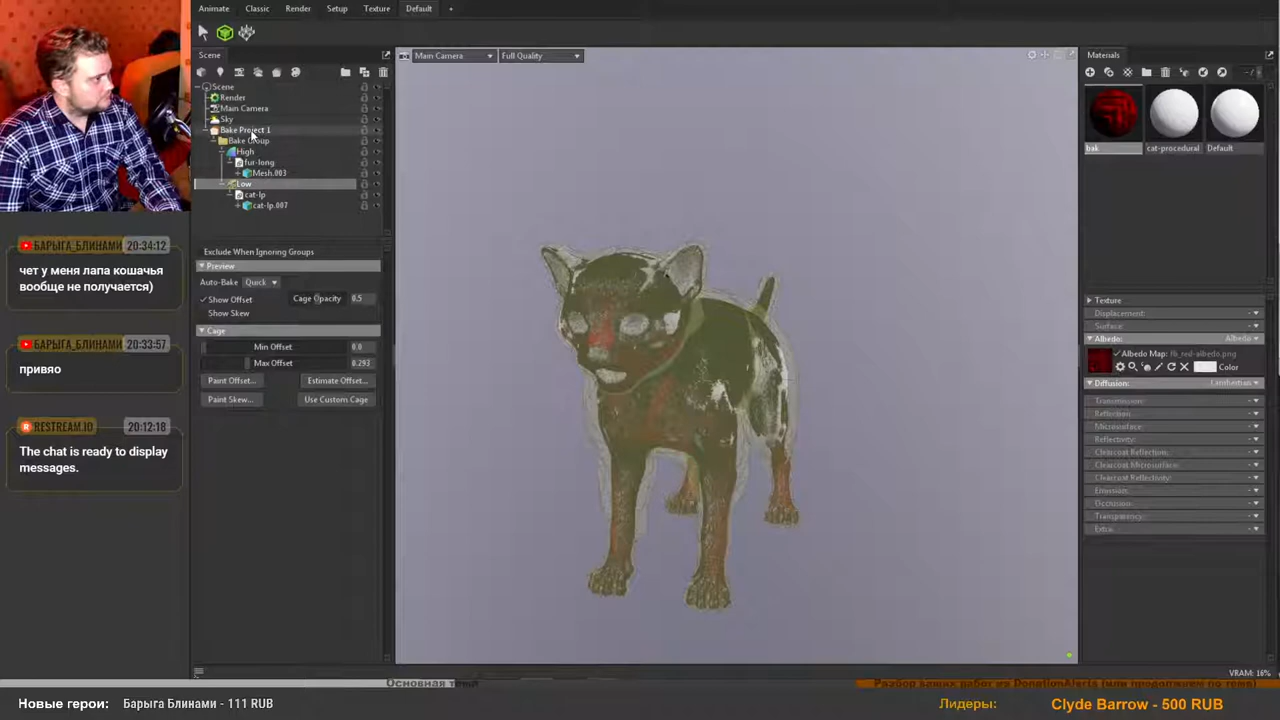 Animate Classic Render Setup Texture Default +
Scene
Main Camera Full Quality
Materials
Scene
Render
Main Camera
Sky
Bake Project 1
Bake Group
High
fur-long
Mesh.003
Low
cat-lp
cat-lp.007
bak cat-procedural Default
Exclude When Ignoring Groups
Preview
Auto-Bake Quick
Show Offset Cage Opacity 0.5
Show Skew
Cage
Min Offset: 0.0
Max Offset 0.293
Paint Offset... Estimate Offset...
Paint Skew... Use Custom Cage
Texture
Displacement:
Surface:
Albedo: Albedo
Albedo Map: fb_red-albedo.png
Color
Diffusion: Lambertian
Transmission:
Reflection:
Microsurface:
Reflectivity:
Clearcoat Reflection:
Clearcoat Microsurface:
Clearcoat Reflectivity:
Emission:
Occlusion:
Transparency:
Extra:
VRAM: 16%
БАРЫГА_БЛИНАМИ 20:34:12
чет у меня лапа кошачья
вообще не получается)
БАРЫГА_БЛИНАМИ 20:33:57
привяо
RESTREAM.IO 20:12:18
The chat is ready to display
messages.
Основная тема
Новые герои: Барыга Блинами - 111 RUB
Лидеры: Clyde Barrow - 500 RUB